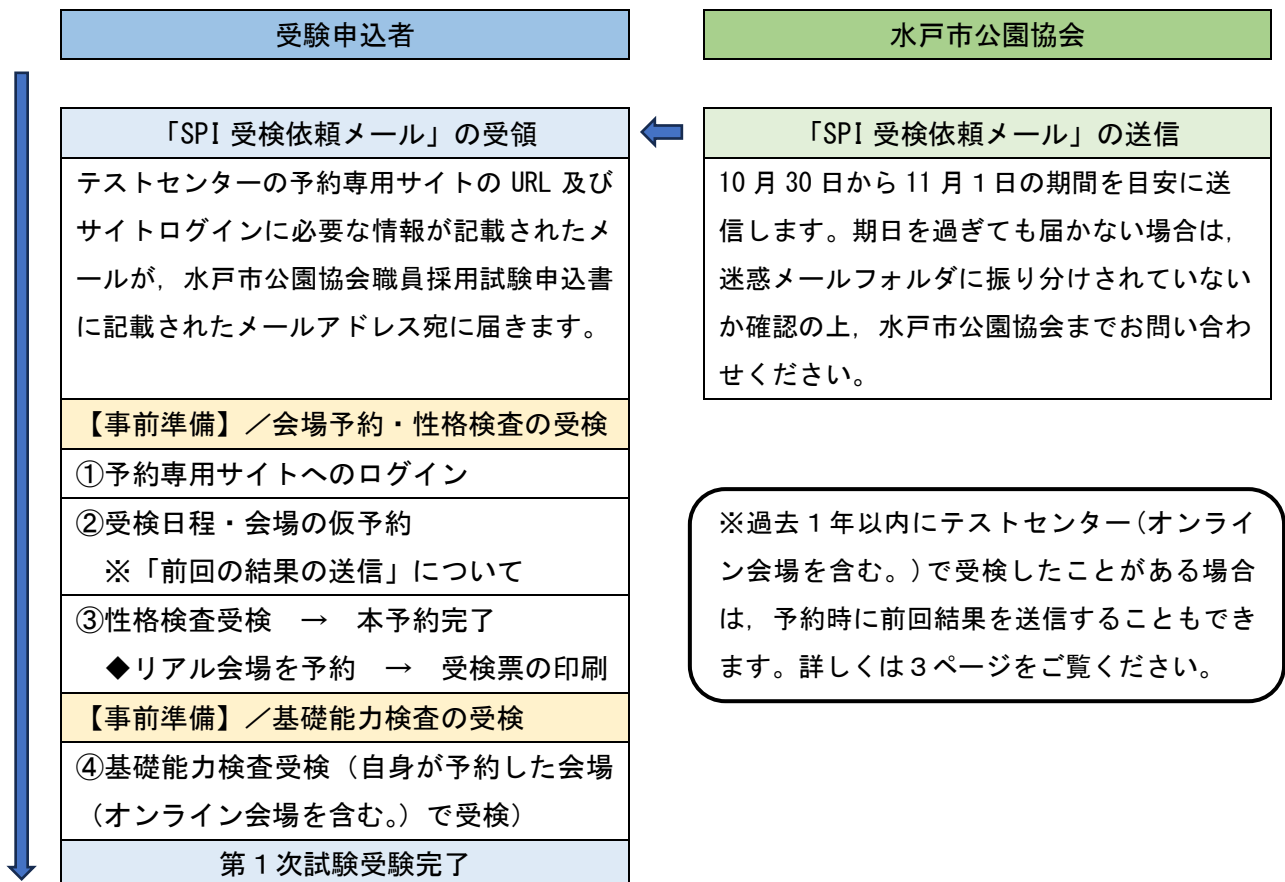 受験申込者
水戸市公園協会
「SPI 受検依頼メール」の受領
「SPI 受検依頼メール」の送信
テストセンターの予約専用サイトの URL 及び
サイトログインに必要な情報が記載されたメ
ールが，水戸市公園協会職員採用試験申込書
に記載されたメールアドレス宛に届きます。
10 月 30 日から 11 月１日の期間を目安に送
信します。期日を過ぎても届かない場合は，
迷惑メールフォルダに振り分けされていない
か確認の上，水戸市公園協会までお問い合わ
せください。
【事前準備】／会場予約・性格検査の受検
①予約専用サイトへのログイン
②受検日程・会場の仮予約
※「前回の結果の送信」について
③性格検査受検　→　本予約完了
◆リアル会場を予約　→　受検票の印刷
※過去１年以内にテストセンター(オンライ
ン会場を含む。)で受検したことがある場合
は，予約時に前回結果を送信することもでき
ます。詳しくは３ページをご覧ください。
【事前準備】／基礎能力検査の受検
④基礎能力検査受検（自身が予約した会場
（オンライン会場を含む。）で受検）
第１次試験受験完了